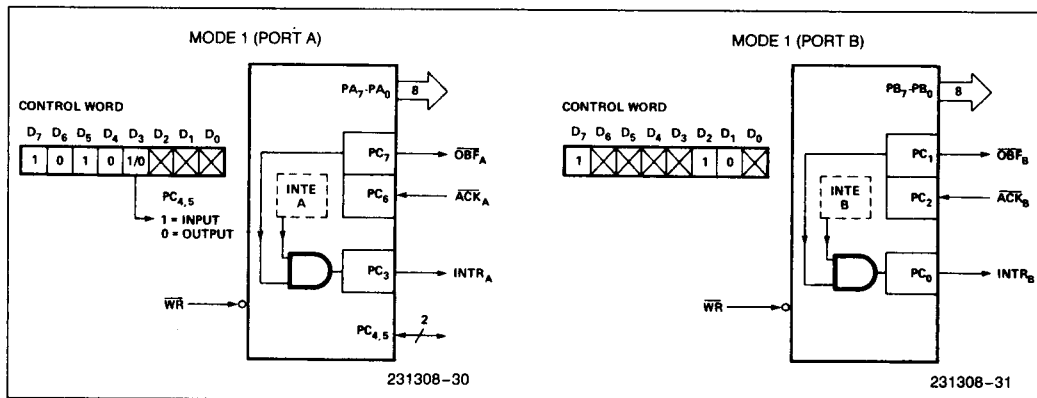 MODE 1 (PORT A)
CONTROL WORD
D7 D6 D5 D4 D3 D2 D1 D0
1 0 1 0 1/0
PC4,5
1 = INPUT
0 = OUTPUT
PA7-PA0
8
PC7
OBFA
INTE
A
PC6
ACKA
PC3
INTRA
WR
PC4,5
2
231308-30
MODE 1 (PORT B)
CONTROL WORD
D7 D6 D5 D4 D3 D2 D1 D0
1 1 0
PB7-PB0
8
PC1
OBFB
INTE
B
PC2
ACKB
PC0
INTRB
WR
231308-31